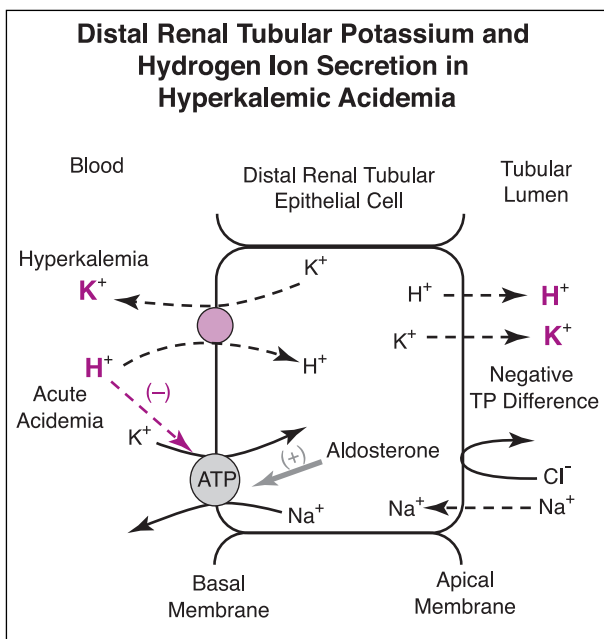 Distal Renal Tubular Potassium and
Hydrogen Ion Secretion in
Hyperkalemic Acidemia
Blood
Distal Renal Tubular
Epithelial Cell
Tubular
Lumen
Hyperkalemia
K⁺
K⁺
H⁺
H⁺
K⁺
K⁺
H⁺
H⁺
Acute
Acidemia
(−)
Negative
TP Difference
K⁺
Aldosterone
(+)
ATP
Cl⁻
Na⁺
Na⁺
Na⁺
Basal
Membrane
Apical
Membrane